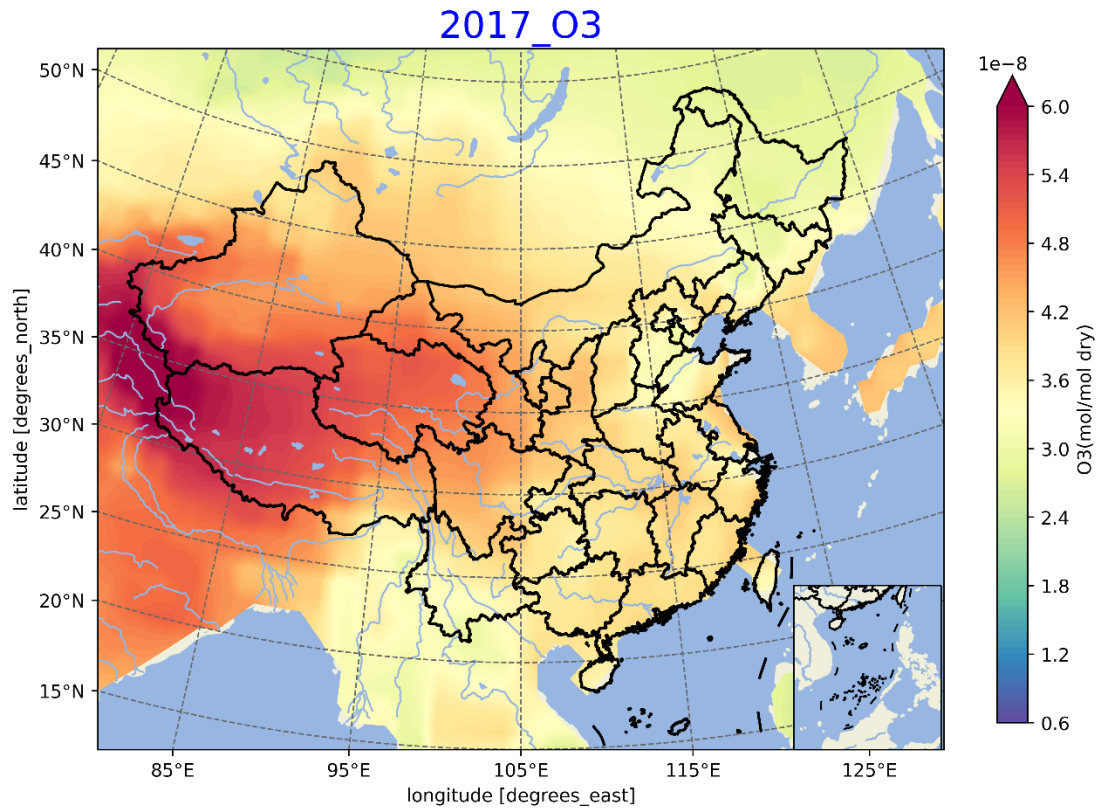 2017_O3
1e−8
50°N
45°N
40°N
35°N
30°N
25°N
20°N
15°N
latitude [degrees_north]
85°E
95°E
105°E
115°E
125°E
longitude [degrees_east]
6.0
5.4
4.8
4.2
3.6
3.0
2.4
1.8
1.2
0.6
O3(mol/mol dry)